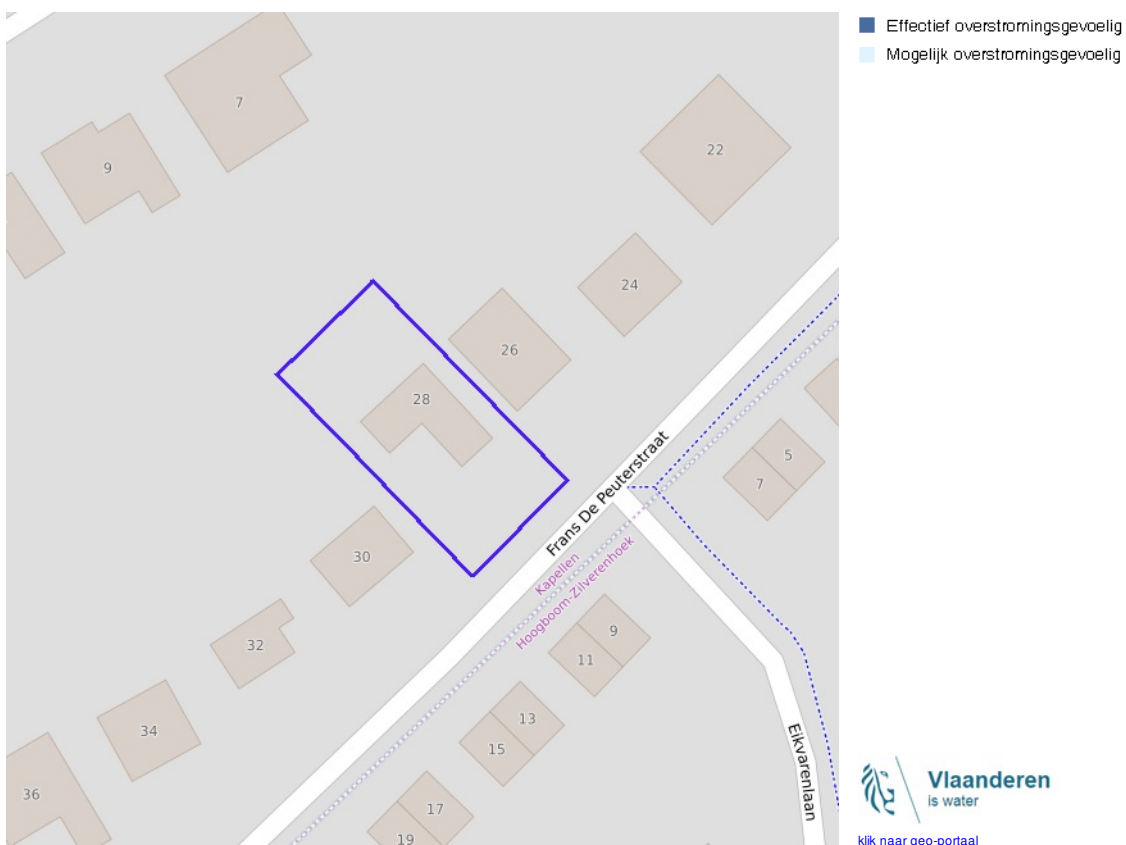 Effectief overstromingsgevoelig
Mogelijk overstromingsgevoelig
7
9
22
24
26
28
Frans De Peuterstraat
5
7
30
Kapellen
Hoogboom-Zilverenhoek
9
11
32
13
15
34
Eikvarenlaan
36
17
19
Vlaanderen
is water
klik naar geo-portaal